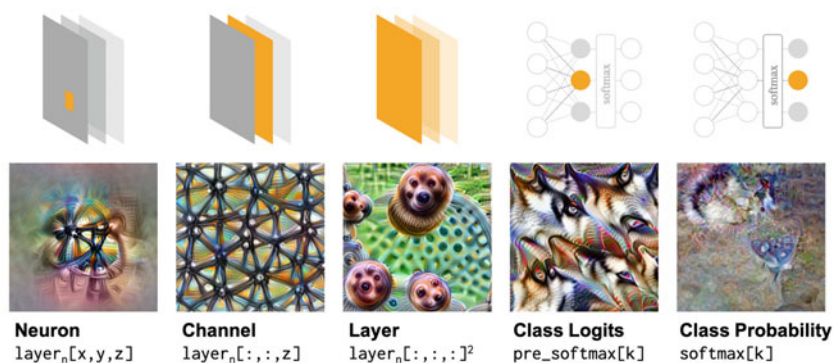 softmax
softmax
Neuron
layerₙ[x,y,z]
Channel
layerₙ[:,:,z]
Layer
layerₙ[:,:,:]²
Class Logits
pre_softmax[k]
Class Probability
softmax[k]